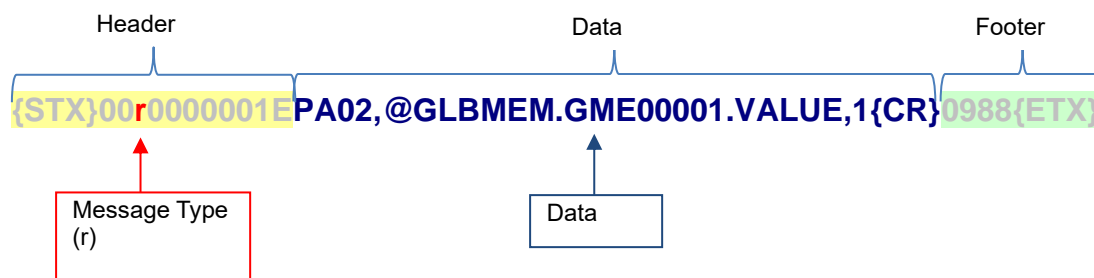 Header Data Footer
{STX}00r0000001EPA02,@GLBMEM.GME00001.VALUE,1{CR}0988{ETX}
Message Type
(r)
Data